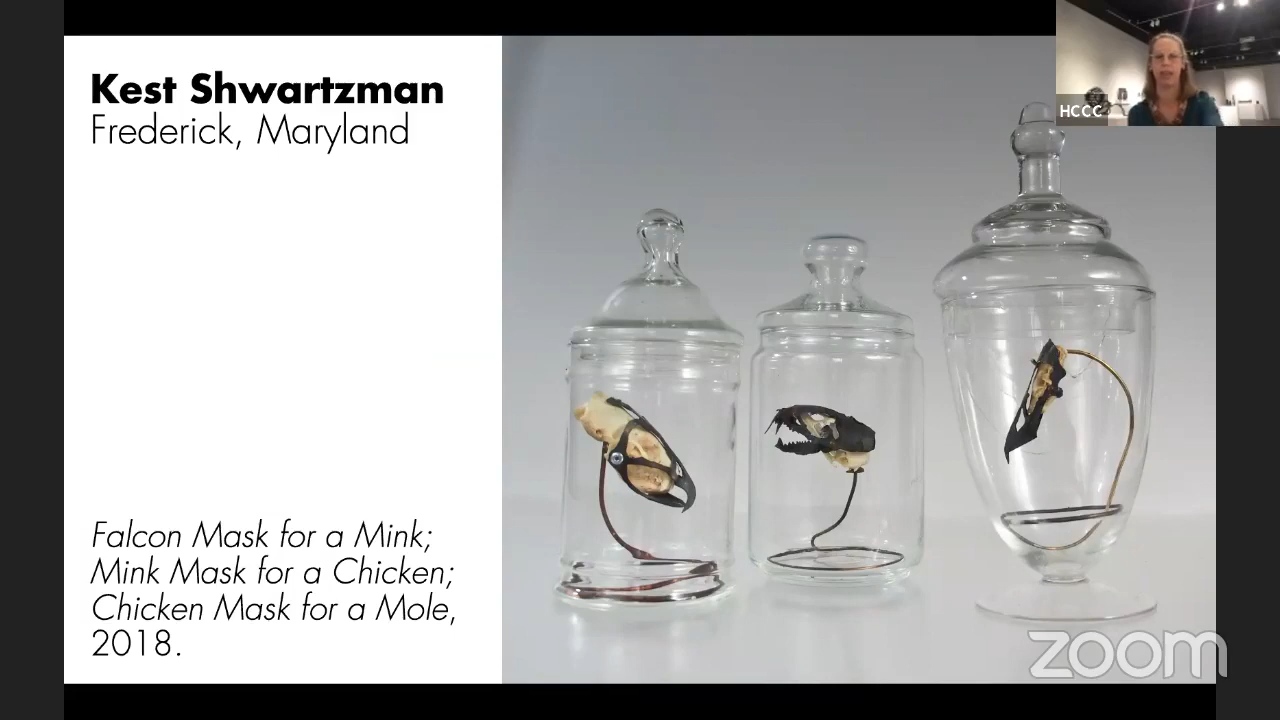 Kest Shwartzman
Frederick, Maryland
HCCC
Falcon Mask for a Mink;
Mink Mask for a Chicken;
Chicken Mask for a Mole,
2018.
zoom